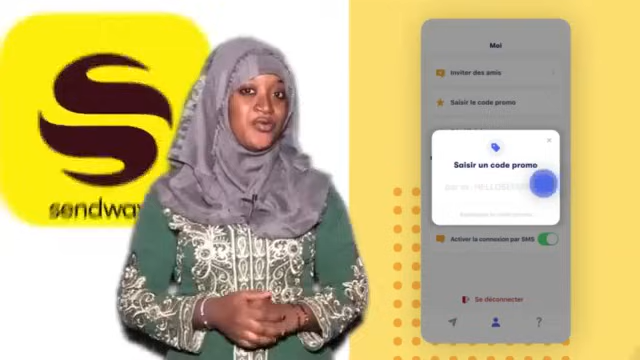 sendwav
Moi
Inviter des amis
Saisir le code promo
Saisir un code promo
Activer la connexion par SMS
Se déconnecter
?